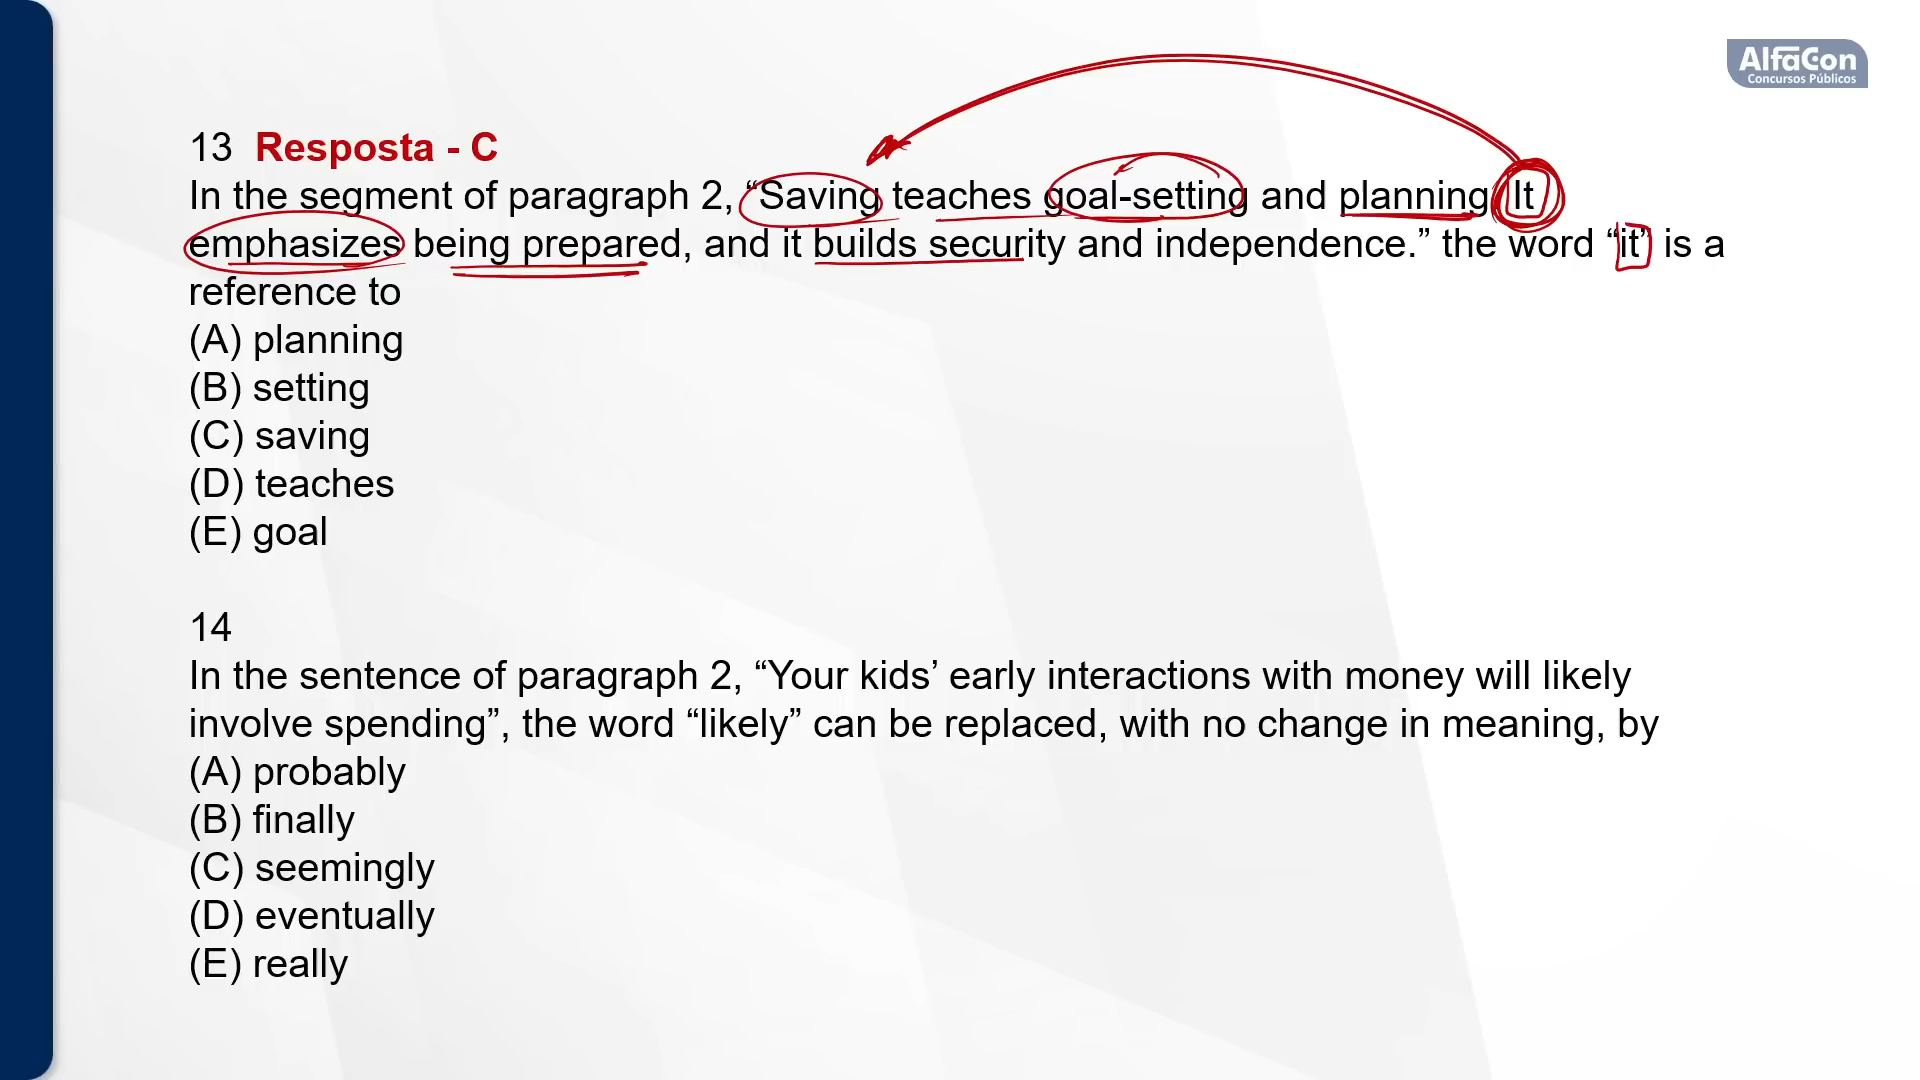 AlfaCon
Concursos Públicos
13 Resposta - C
In the segment of paragraph 2, “Saving teaches goal-setting and planning. It
emphasizes being prepared, and it builds security and independence.” the word “it” is a
reference to
(A) planning
(B) setting
(C) saving
(D) teaches
(E) goal
14
In the sentence of paragraph 2, “Your kids’ early interactions with money will likely
involve spending”, the word “likely” can be replaced, with no change in meaning, by
(A) probably
(B) finally
(C) seemingly
(D) eventually
(E) really